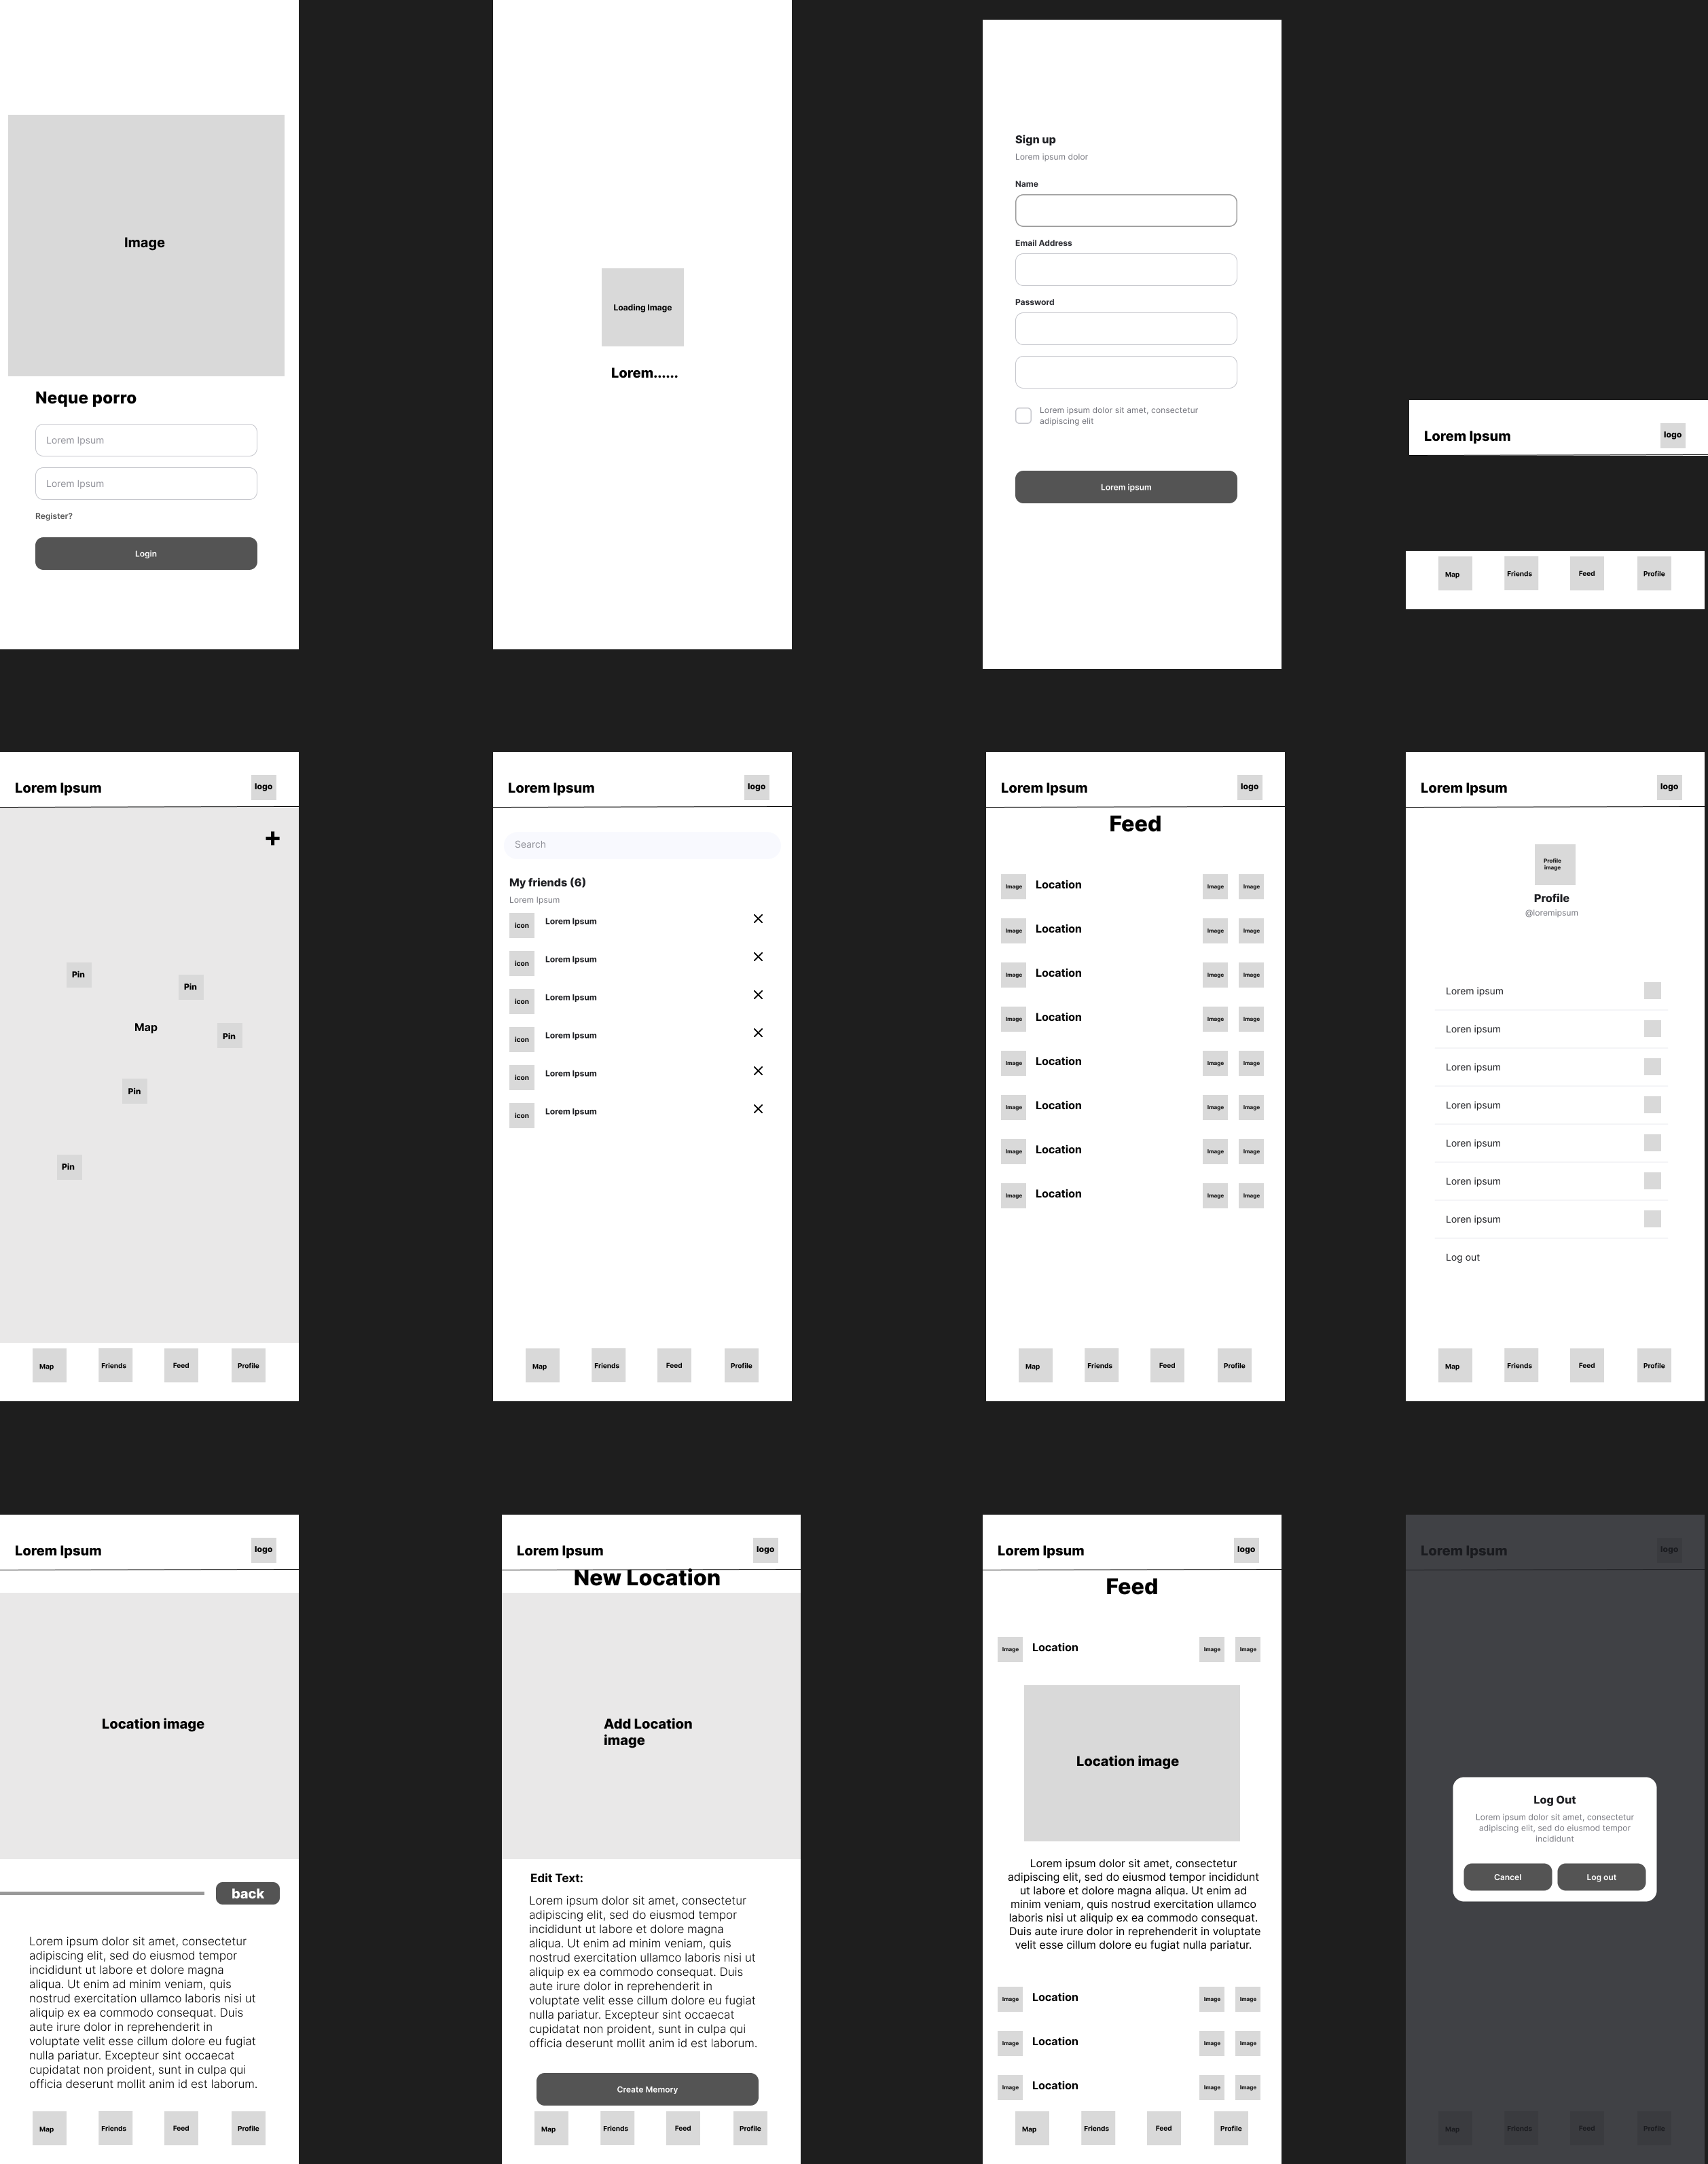 Image
Neque porro
Lorem Ipsum
Lorem Ipsum
Register?
Login
Loading Image
Lorem......
Sign up
Lorem ipsum dolor
Name
Email Address
Password
Lorem ipsum dolor sit amet, consectetur
adipiscing elit
Lorem ipsum
Lorem Ipsum
logo
Map
Friends
Feed
Profile
Lorem Ipsum
logo
+
Pin
Pin
Map
Pin
Pin
Pin
Map
Friends
Feed
Profile
Lorem Ipsum
logo
Search
My friends (6)
Lorem Ipsum
icon
Lorem Ipsum
icon
Lorem Ipsum
icon
Lorem Ipsum
icon
Lorem Ipsum
icon
Lorem Ipsum
icon
Lorem Ipsum
Map
Friends
Feed
Profile
Lorem Ipsum
logo
Feed
Image Location Image Image
Image Location Image Image
Image Location Image Image
Image Location Image Image
Image Location Image Image
Image Location Image Image
Image Location Image Image
Image Location Image Image
Map
Friends
Feed
Profile
Lorem Ipsum
logo
Profile
image
Profile
@loremipsum
Lorem ipsum
Loren ipsum
Loren ipsum
Loren ipsum
Loren ipsum
Loren ipsum
Loren ipsum
Log out
Map
Friends
Feed
Profile
Lorem Ipsum
logo
Location image
back
Lorem ipsum dolor sit amet, consectetur
adipiscing elit, sed do eiusmod tempor
incididunt ut labore et dolore magna
aliqua. Ut enim ad minim veniam, quis
nostrud exercitation ullamco laboris nisi ut
aliquip ex ea commodo consequat. Duis
aute irure dolor in reprehenderit in
voluptate velit esse cillum dolore eu fugiat
nulla pariatur. Excepteur sint occaecat
cupidatat non proident, sunt in culpa qui
officia deserunt mollit anim id est laborum.
Map
Friends
Feed
Profile
Lorem Ipsum
logo
New Location
Add Location
image
Edit Text:
Lorem ipsum dolor sit amet, consectetur
adipiscing elit, sed do eiusmod tempor
incididunt ut labore et dolore magna
aliqua. Ut enim ad minim veniam, quis
nostrud exercitation ullamco laboris nisi ut
aliquip ex ea commodo consequat. Duis
aute irure dolor in reprehenderit in
voluptate velit esse cillum dolore eu fugiat
nulla pariatur. Excepteur sint occaecat
cupidatat non proident, sunt in culpa qui
officia deserunt mollit anim id est laborum.
Create Memory
Map
Friends
Feed
Profile
Lorem Ipsum
logo
Feed
Image Location Image Image
Location image
Lorem ipsum dolor sit amet, consectetur
adipiscing elit, sed do eiusmod tempor incididunt
ut labore et dolore magna aliqua. Ut enim ad
minim veniam, quis nostrud exercitation ullamco
laboris nisi ut aliquip ex ea commodo consequat.
Duis aute irure dolor in reprehenderit in voluptate
velit esse cillum dolore eu fugiat nulla pariatur.
Image Location Image Image
Image Location Image Image
Image Location Image Image
Map
Friends
Feed
Profile
Lorem Ipsum
logo
Log Out
Lorem ipsum dolor sit amet, consectetur
adipiscing elit, sed do eiusmod tempor
incididunt
Cancel
Log out
Map
Friends
Feed
Profile